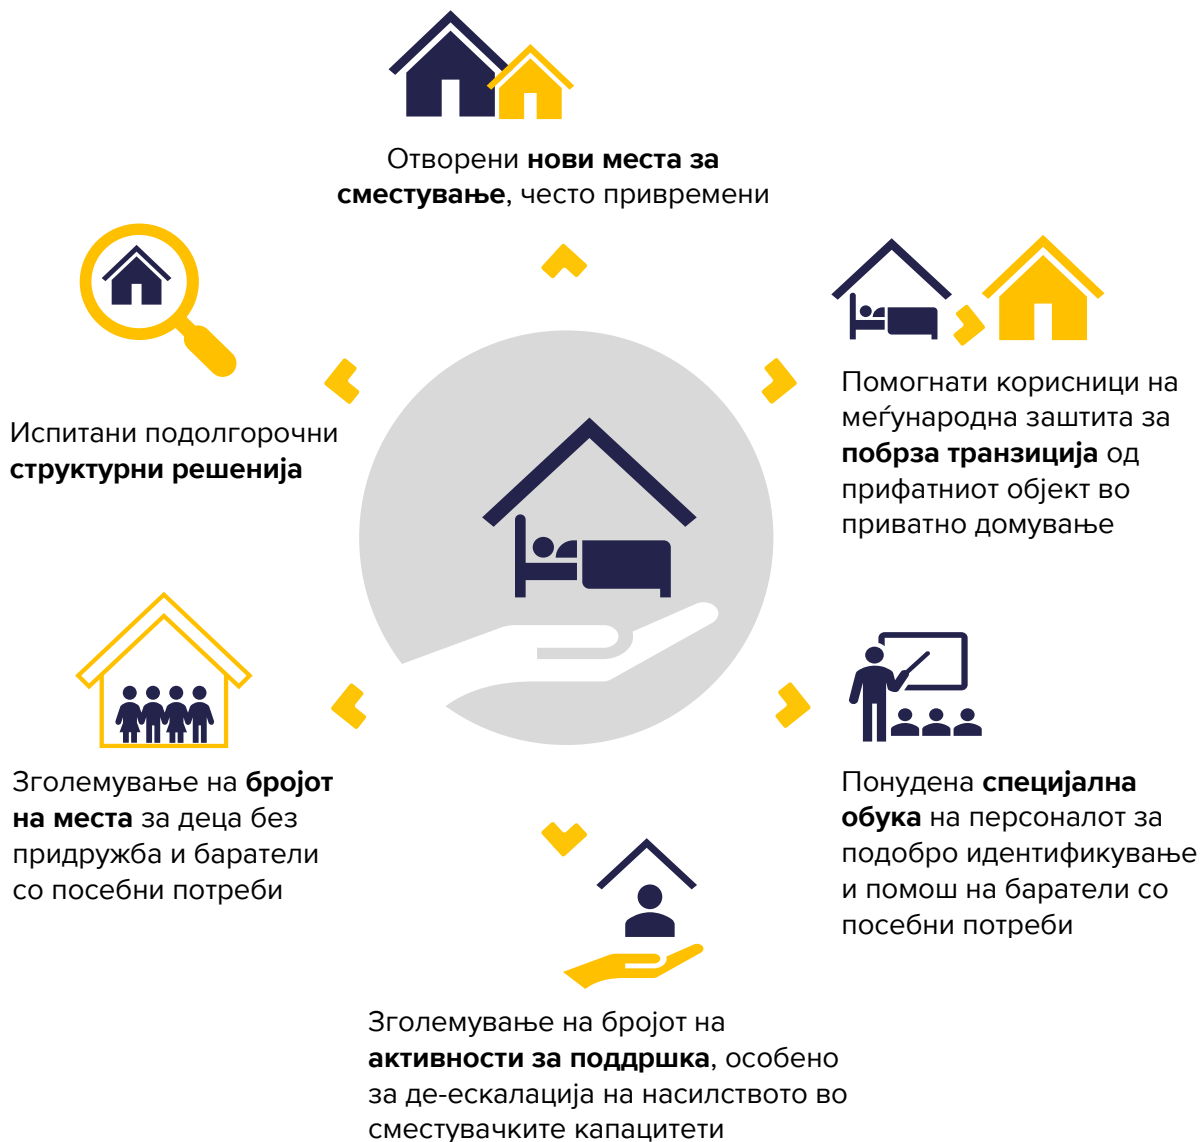 Отворени нови места за
сместување, често привремени
Испитани подолгорочни
структурни решенија
Помогнати корисници на
меѓународна заштита за
побрза транзиција од
прифатниот објект во
приватно домување
Зголемување на бројот
на места за деца без
придружба и баратели
со посебни потреби
Понудена специјална
обука на персоналот за
подобро идентификување
и помош на баратели со
посебни потреби
Зголемување на бројот на
активности за поддршка, особено
за де-ескалација на насилството во
сместувачките капацитети